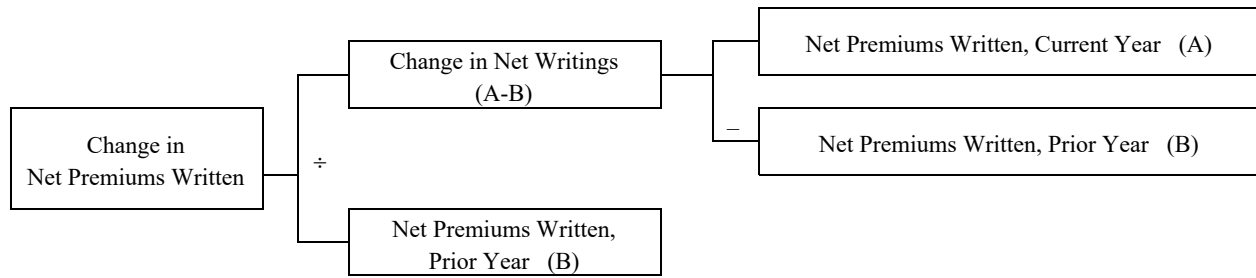 Net Premiums Written, Current Year (A)
Change in Net Writings
(A-B)
–
Net Premiums Written, Prior Year (B)
Change in
Net Premiums Written
÷
Net Premiums Written,
Prior Year (B)